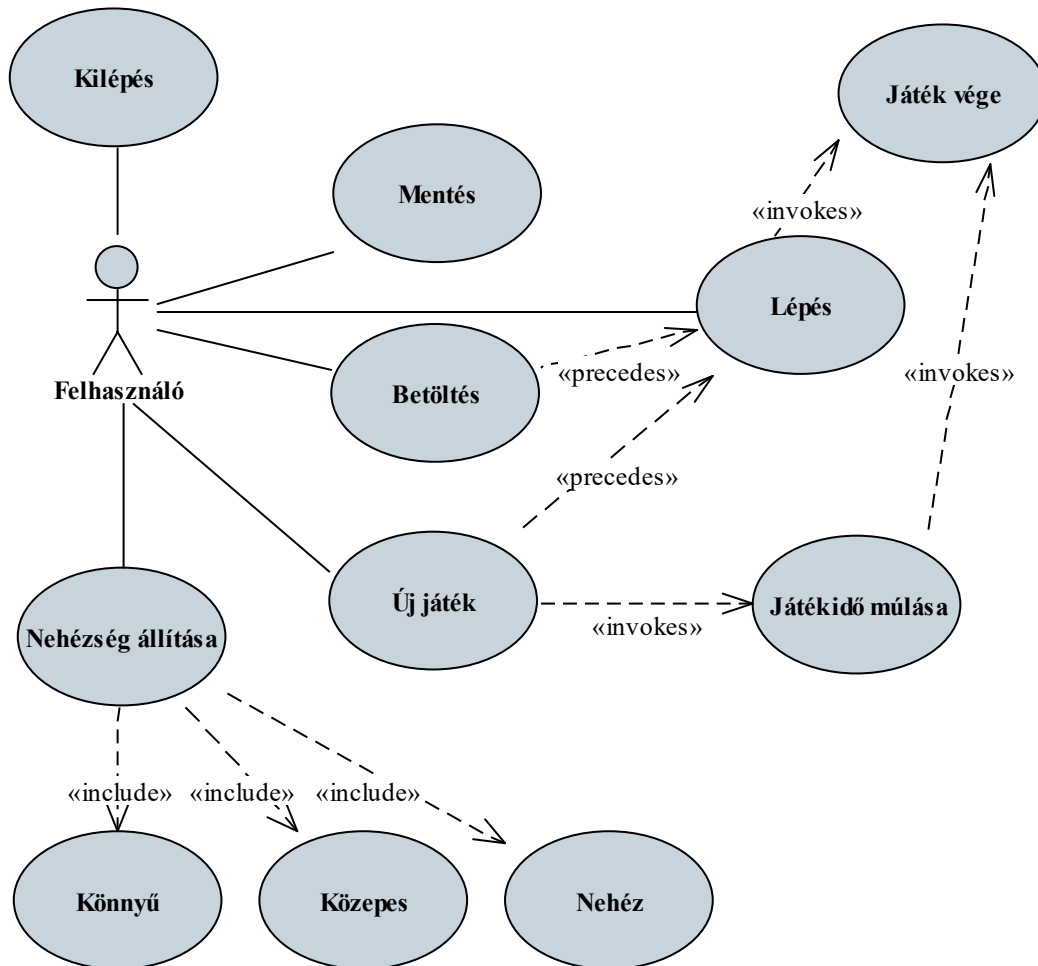 Kilépés
Játék vége
Mentés
«invokes»
Lépés
«invokes»
«precedes»
Felhasználó
Betöltés
«precedes»
Új játék
Játékidő múlása
«invokes»
Nehézség állítása
«include»
«include»
«include»
Könnyű
Közepes
Nehéz